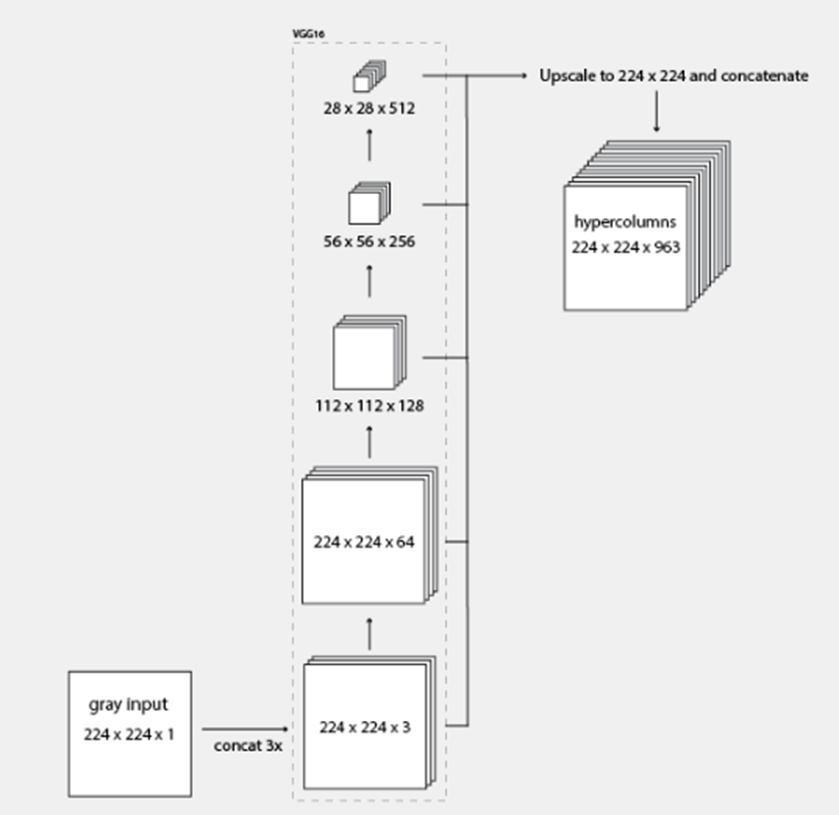 VGG16
Upscale to 224 x 224 and concatenate
28 x 28 x 512
hypercolumns
224 x 224 x 963
56 x 56 x 256
112 x 112 x 128
224 x 224 x 64
gray input
224 x 224 x 1
concat 3x
224 x 224 x 3